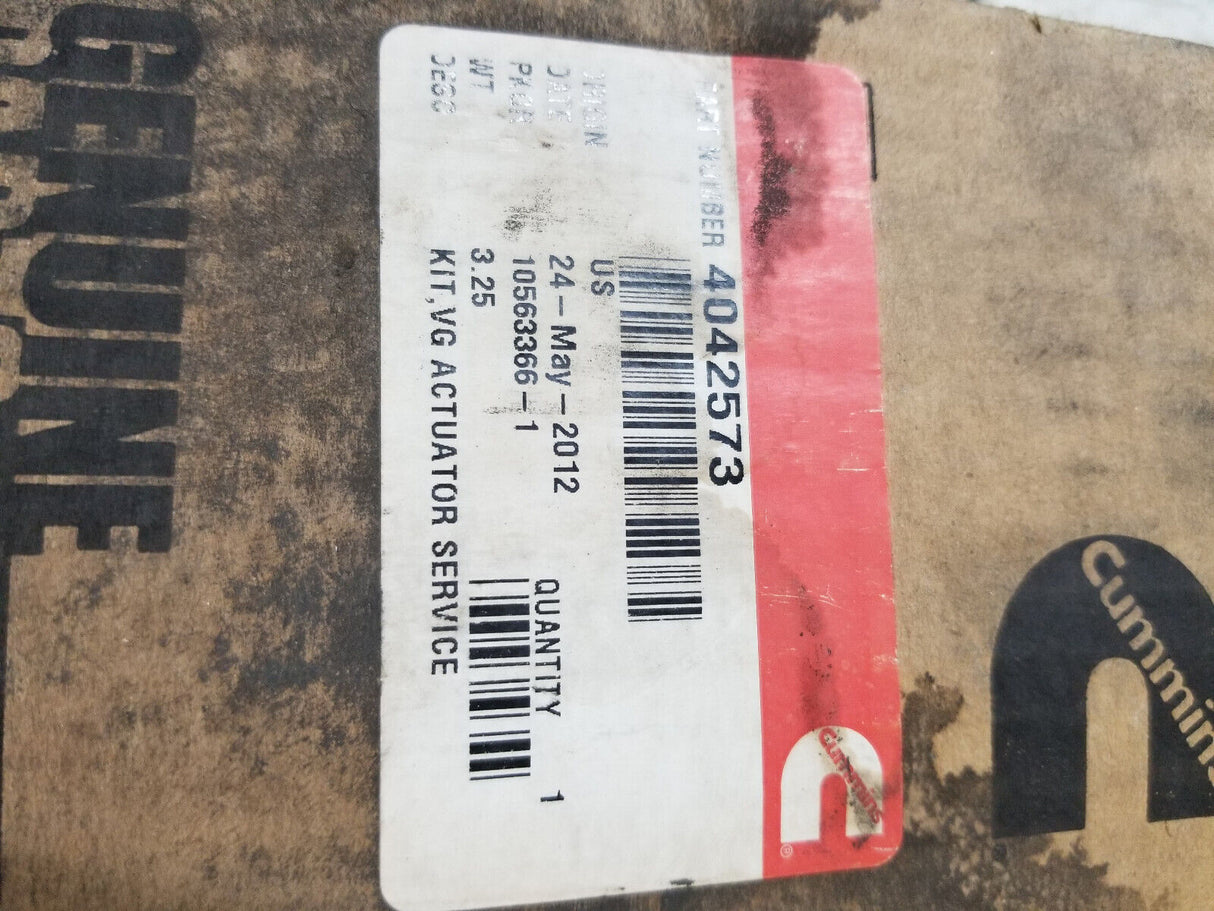 Cummins
Cummins
®
PART NUMBER 4042573
ORIGIN US
DATE 24-May-2012
PKGR 10563366-1
QUANTITY 1
WT 3.25
DESC KIT,VG ACTUATOR SERVICE
GENUINE